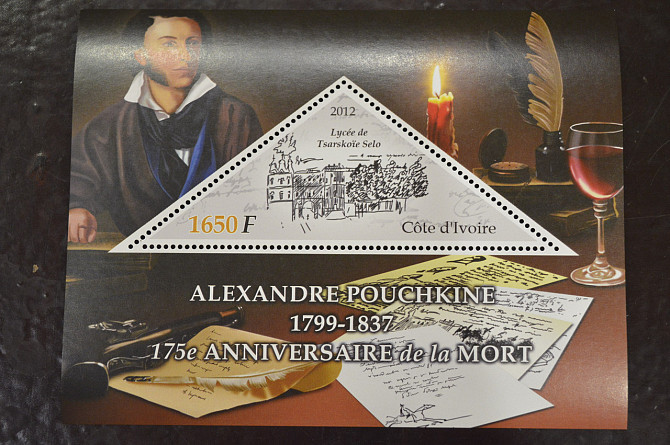 2012
Lycée de
Tsarskoïe Selo
1650 F
Côte d'Ivoire
ALEXANDRE POUCHKINE
1799-1837
175e ANNIVERSAIRE de la MORT